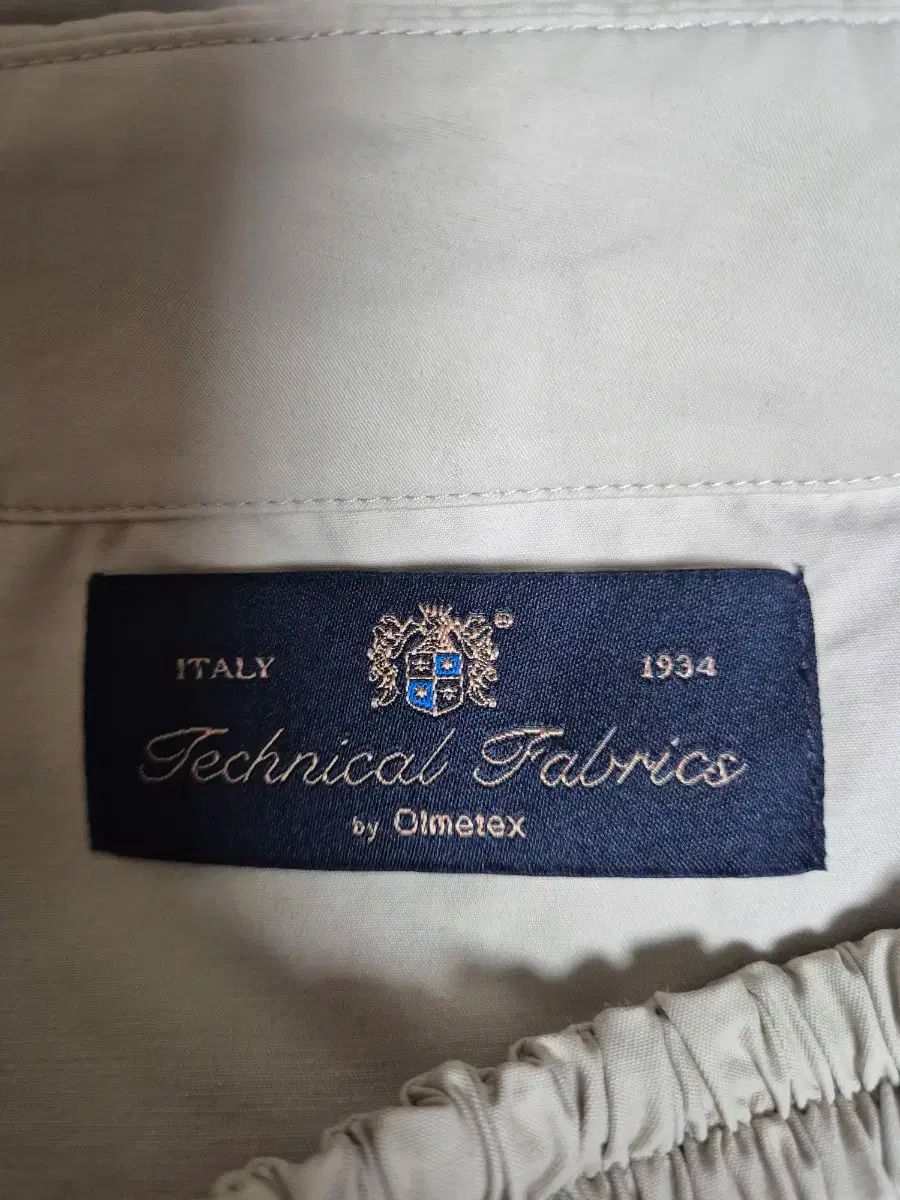 ITALY 1934
Technical Fabrics
by Olmetex